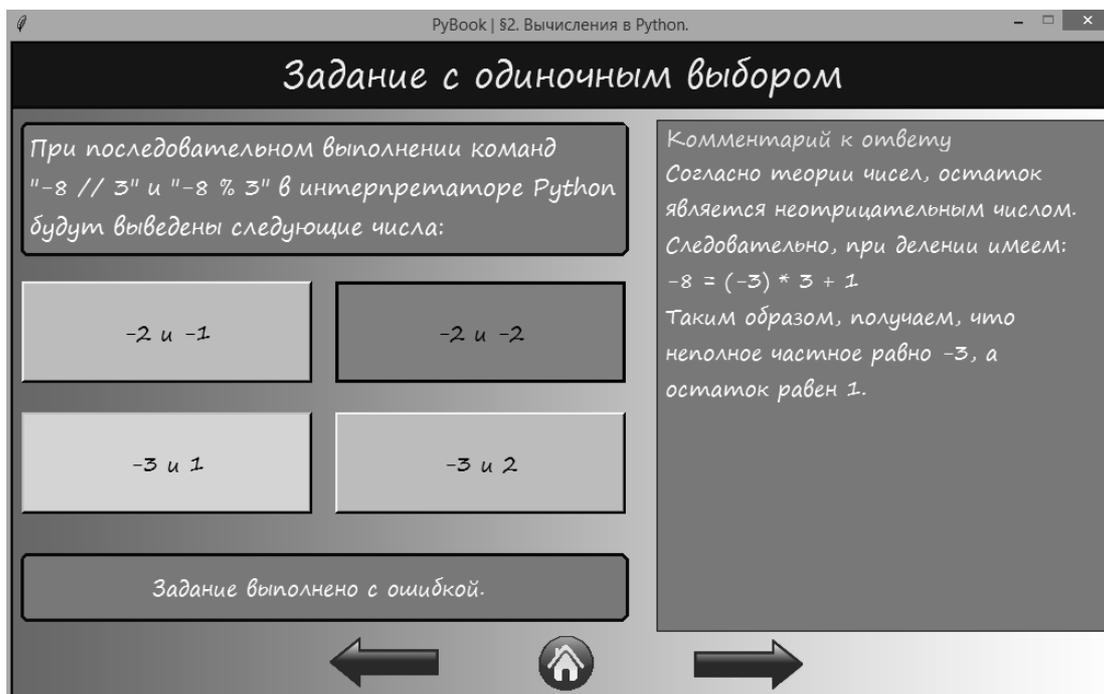 PyBook | §2. Вычисления в Python.
Задание с одиночным выбором
При последовательном выполнении команд
"-8 // 3" и "-8 % 3" в интерпретаторе Python
будут выведены следующие числа:
-2 и -1
-2 и -2
-3 и 1
-3 и 2
Задание выполнено с ошибкой.
Комментарий к ответу
Согласно теории чисел, остаток
является неотрицательным числом.
Следовательно, при делении имеем:
-8 = (-3) * 3 + 1
Таким образом, получаем, что
неполное частное равно -3, а
остаток равен 1.